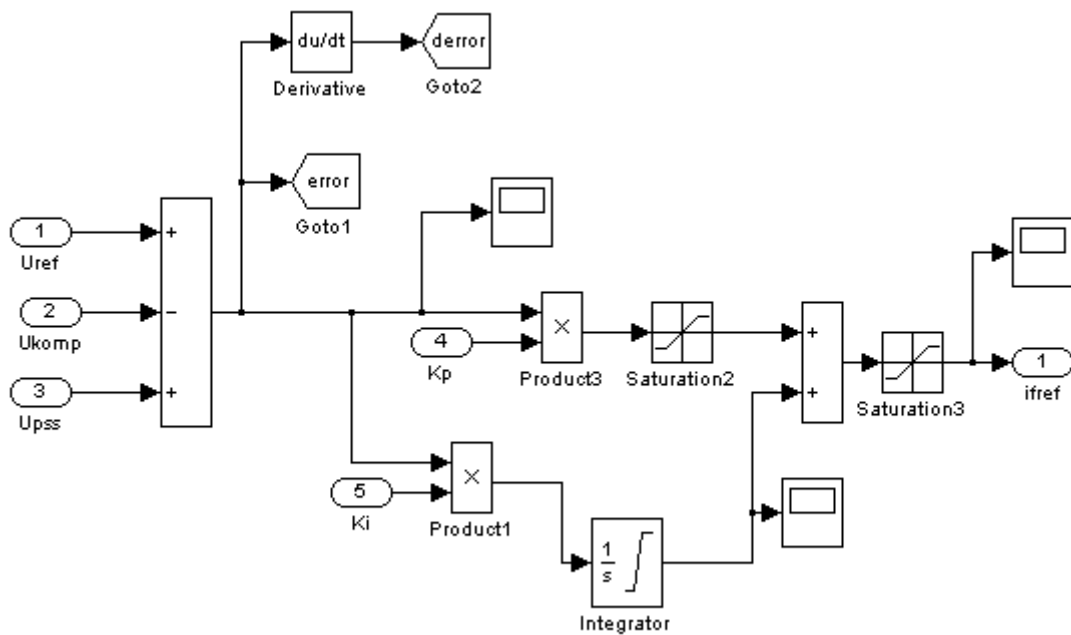 du/dt
derror
Derivative
Goto2
error
Goto1
1
+
Uref
2
−
Ukomp
3
+
Upss
4
Kp
×
Product3
Saturation2
+
+
Saturation3
1
ifref
5
Ki
×
Product1
1
s
Integrator